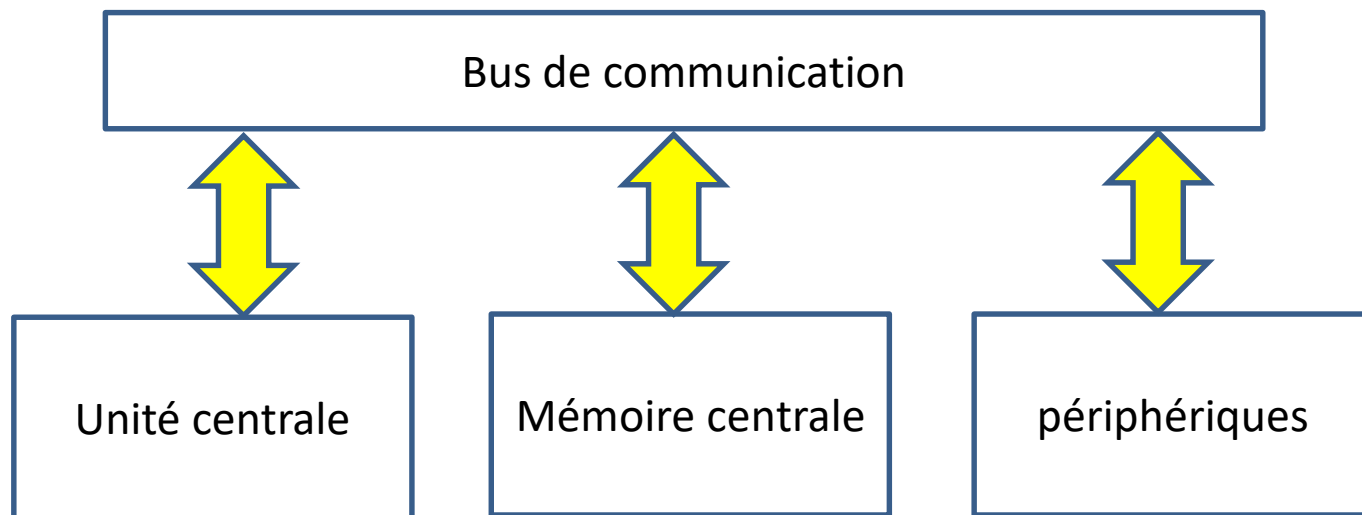 Bus de communication
Unité centrale
Mémoire centrale
périphériques